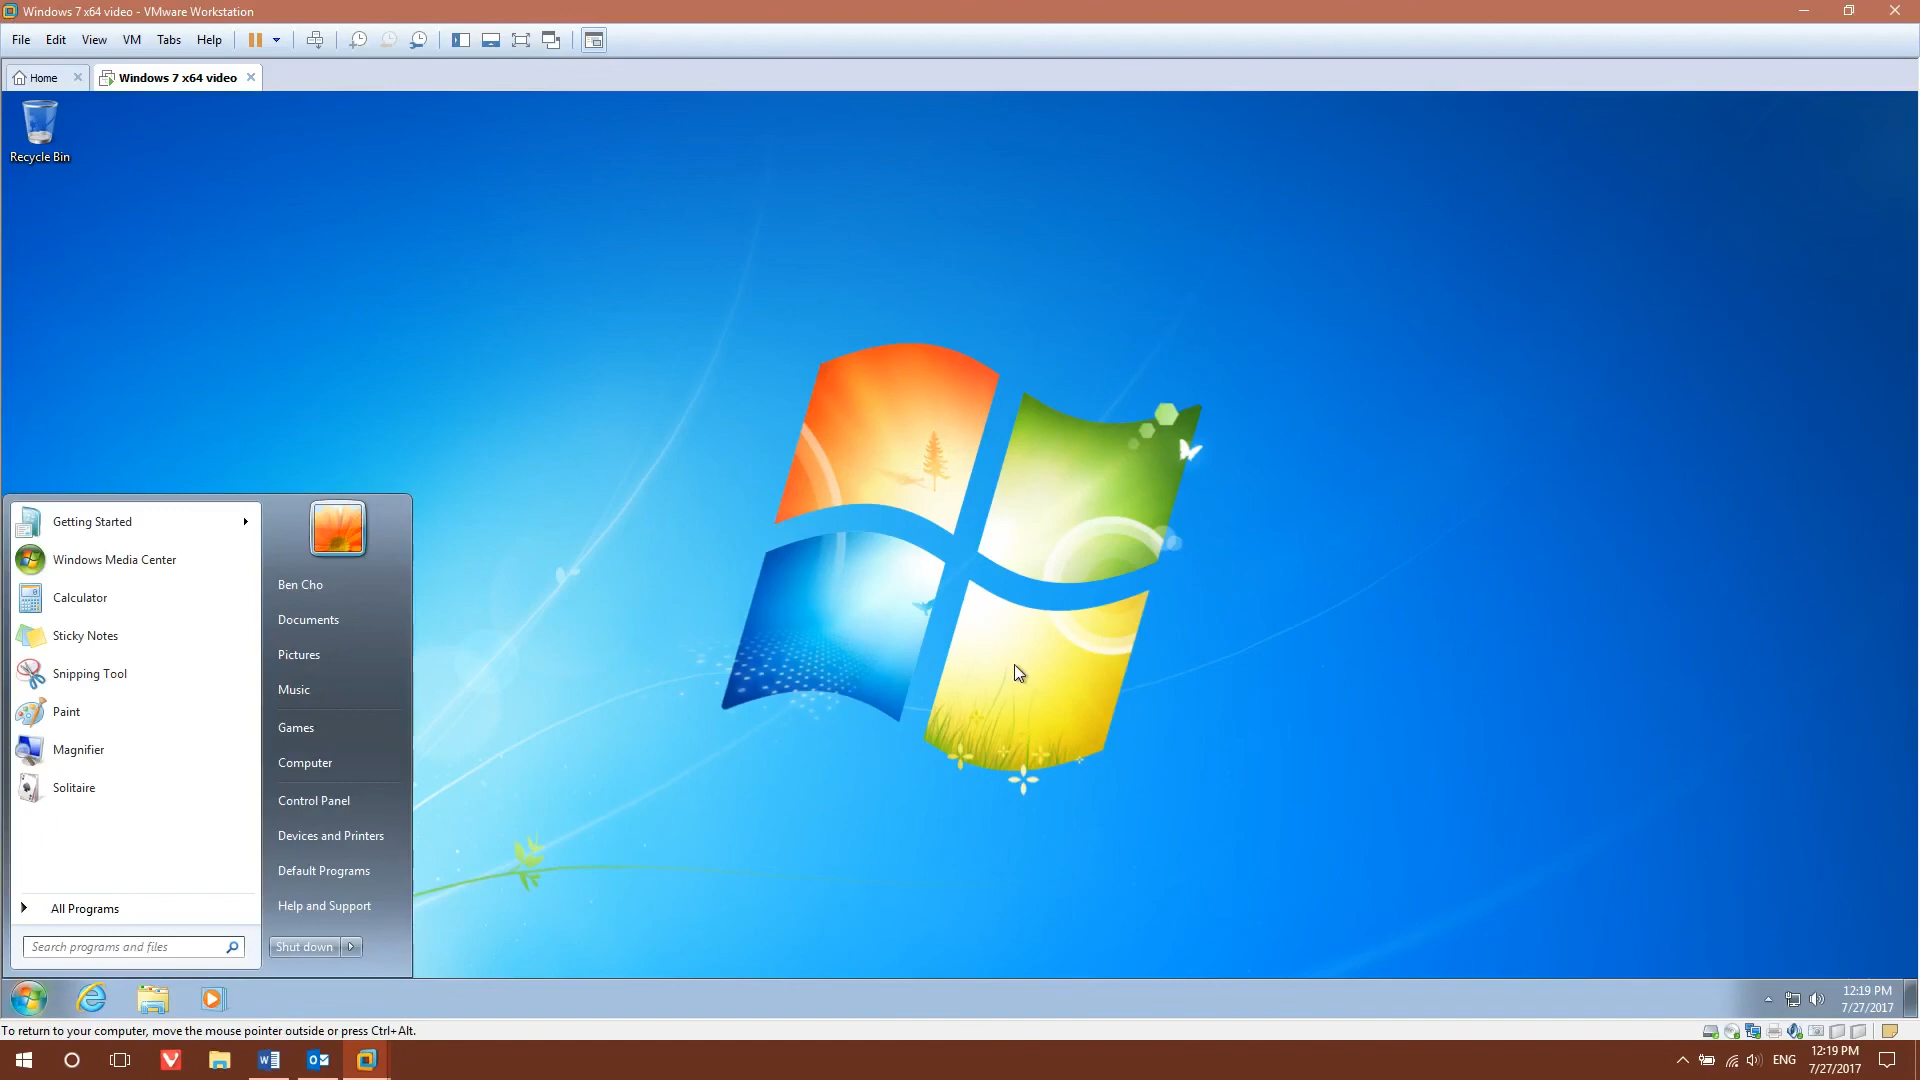 Windows 7 x64 video - VMware Workstation
File Edit View VM Tabs Help
Home Windows 7 x64 video
Recycle Bin
Getting Started
Windows Media Center
Calculator
Sticky Notes
Snipping Tool
Paint
Magnifier
Solitaire
All Programs
Search programs and files
Ben Cho
Documents
Pictures
Music
Games
Computer
Control Panel
Devices and Printers
Default Programs
Help and Support
Shut down
12:19 PM
7/27/2017
To return to your computer, move the mouse pointer outside or press Ctrl+Alt.
ENG
12:19 PM
7/27/2017